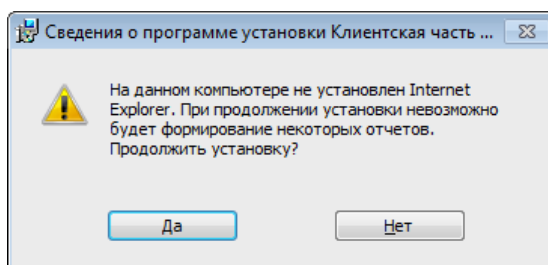 Сведения о программе установки Клиентская часть ...
На данном компьютере не установлен Internet
Explorer. При продолжении установки невозможно
будет формирование некоторых отчетов.
Продолжить установку?
Да
Нет